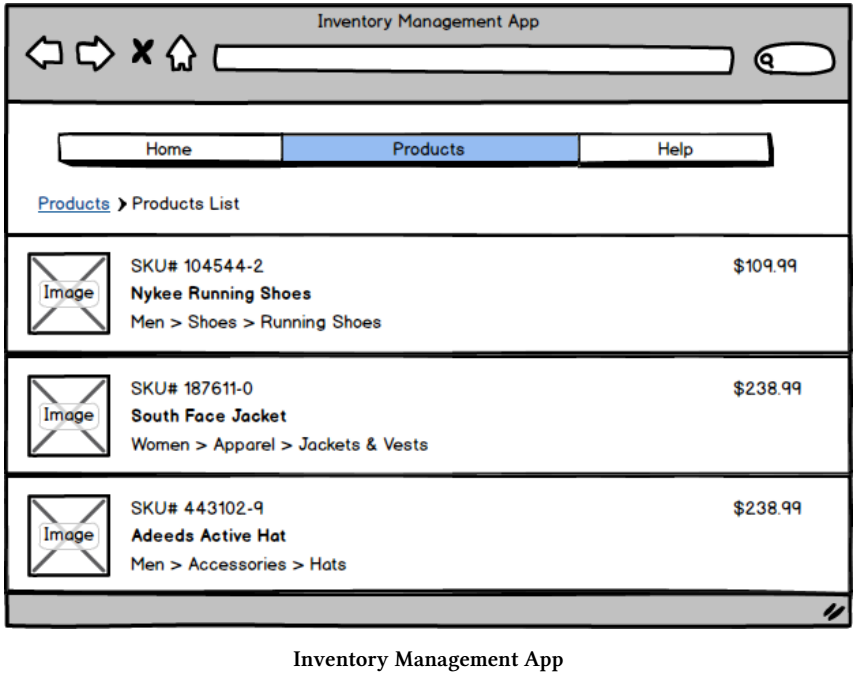 Inventory Management App
Home Products Help
Products > Products List
Image
SKU# 104544-2 $109.99
Nykee Running Shoes
Men > Shoes > Running Shoes
Image
SKU# 187611-0 $238.99
South Face Jacket
Women > Apparel > Jackets & Vests
Image
SKU# 443102-9 $238.99
Adeeds Active Hat
Men > Accessories > Hats
Inventory Management App